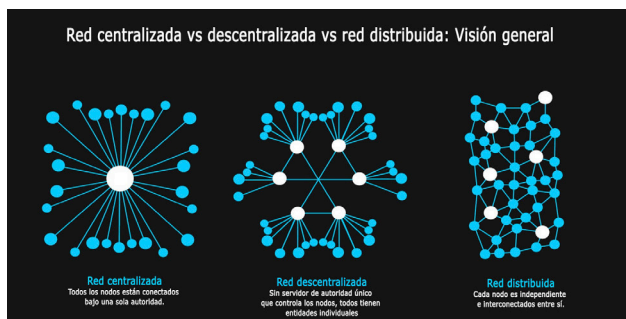 Red centralizada vs descentralizada vs red distribuida: Visión general
Red centralizada
Todos los nodos están conectados
bajo una sola autoridad.
Red descentralizada
Sin servidor de autoridad único
que controla los nodos, todos tienen
entidades individuales
Red distribuida
Cada nodo es independiente
e interconectados entre sí.